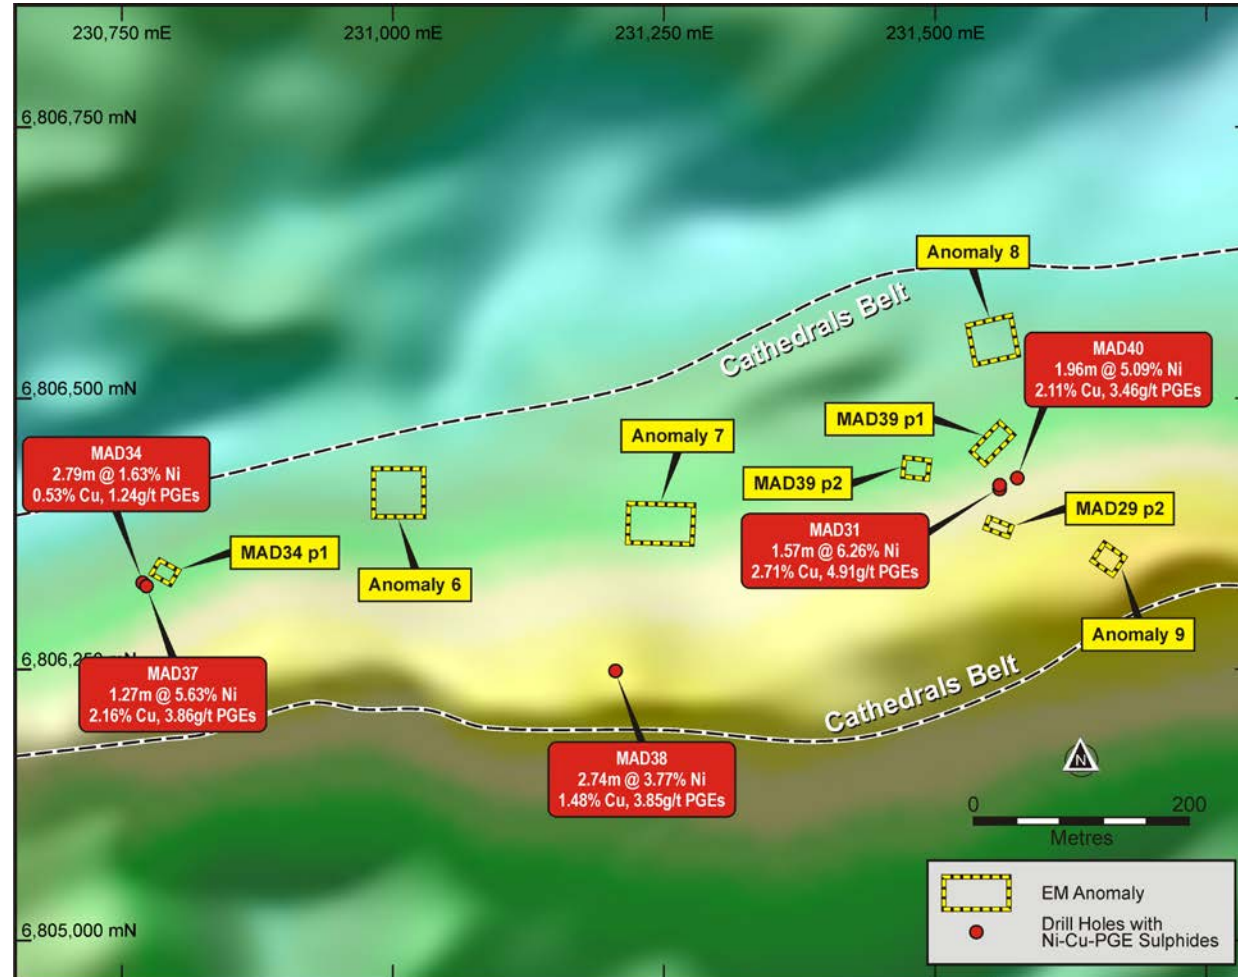 230,750 mE
231,000 mE
231,250 mE
231,500 mE
6,806,750 mN
Anomaly 8
Cathedrals Belt
MAD40
1.96m @ 5.09% Ni
2.11% Cu, 3.46g/t PGEs
6,806,500 mN
MAD39 p1
Anomaly 7
MAD34
2.79m @ 1.63% Ni
0.53% Cu, 1.24g/t PGEs
MAD39 p2
MAD29 p2
MAD31
1.57m @ 6.26% Ni
2.71% Cu, 4.91g/t PGEs
MAD34 p1
Anomaly 6
Anomaly 9
6,806,250 mN
MAD37
1.27m @ 5.63% Ni
2.16% Cu, 3.86g/t PGEs
Cathedrals Belt
MAD38
2.74m @ 3.77% Ni
1.48% Cu, 3.85g/t PGEs
N
0
200
Metres
EM Anomaly
Drill Holes with
Ni-Cu-PGE Sulphides
6,805,000 mN